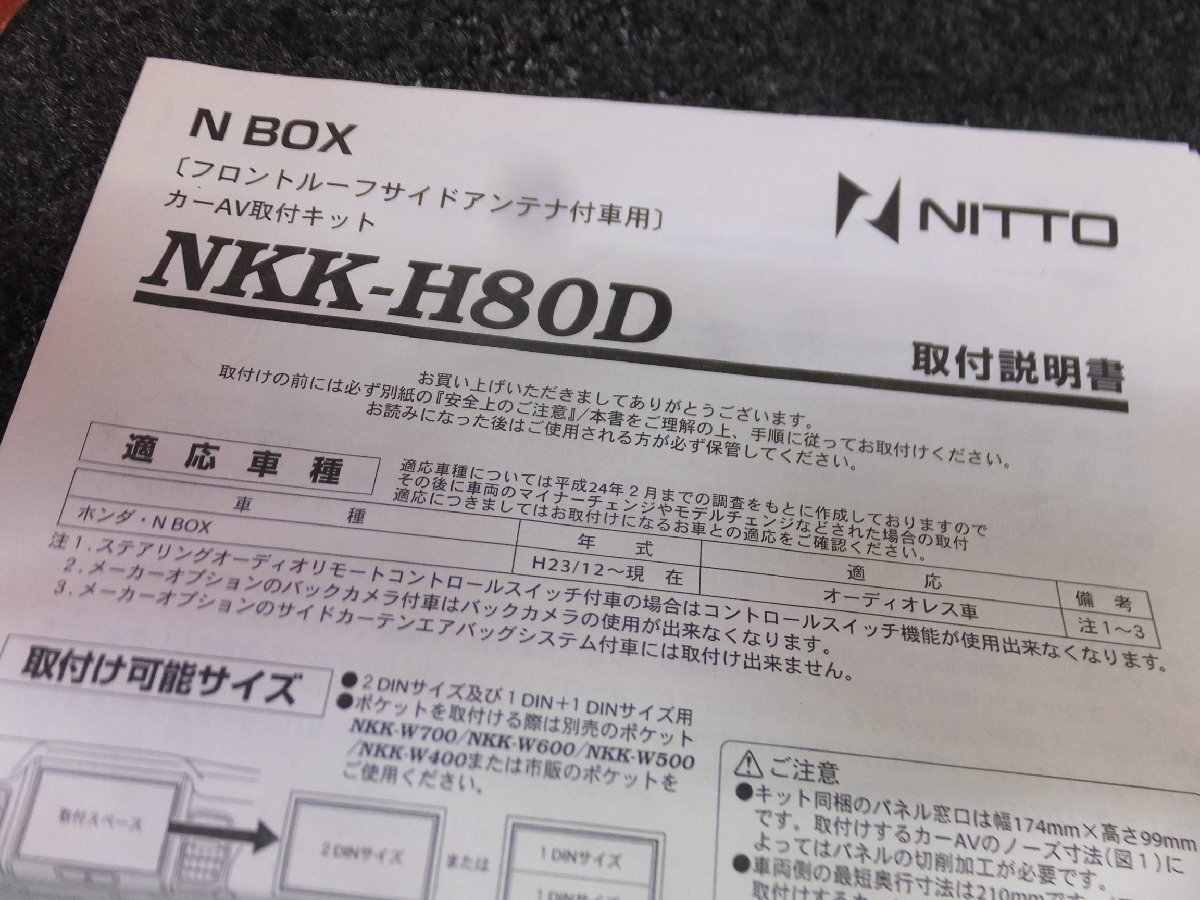 N BOX
〔フロントルーフサイドアンテナ付車用〕
カーAV取付キット
NKK-H80D
NITTO
取付説明書
お買い上げいただきましてありがとうございます。
取付けの前には必ず別紙の『安全上のご注意』/本書をご理解の上、手順に従ってお取付けください。
お読みになった後はご使用される方が必ず保管してください。
適応車種
適応車種については平成24年2月までの調査をもとに作成しておりますので
その後に車両のマイナーチェンジやモデルチェンジなどされた場合の取付
適応につきましてはお取付けになるお車との適応をご確認ください。
車種 年式 適応 備考
ホンダ・N BOX H23/12〜現在 オーディオレス車 注1〜3
注1.ステアリングオーディオリモートコントロールスイッチ付車の場合はコントロールスイッチ機能が使用出来なくなります。
2.メーカーオプションのバックカメラ付車はバックカメラの使用が出来なくなります。
3.メーカーオプションのサイドカーテンエアバッグシステム付車には取付け出来ません。
取付け可能サイズ
●2DINサイズ及び1DIN+1DINサイズ用
●ポケットを取付ける際は別売のポケット
NKK-W700/NKK-W600/NKK-W500
/NKK-W400または市販のポケットを
ご使用ください。
取付スペース
2DINサイズ
または
1DINサイズ
1DINサイズ
ご注意
●キット同梱のパネル窓口は幅174mm×高さ99mm
です。取付けするカーAVのノーズ寸法(図1)に
よってはパネルの切削加工が必要です。
●車両側の最短奥行寸法は210mmです。
取付けする